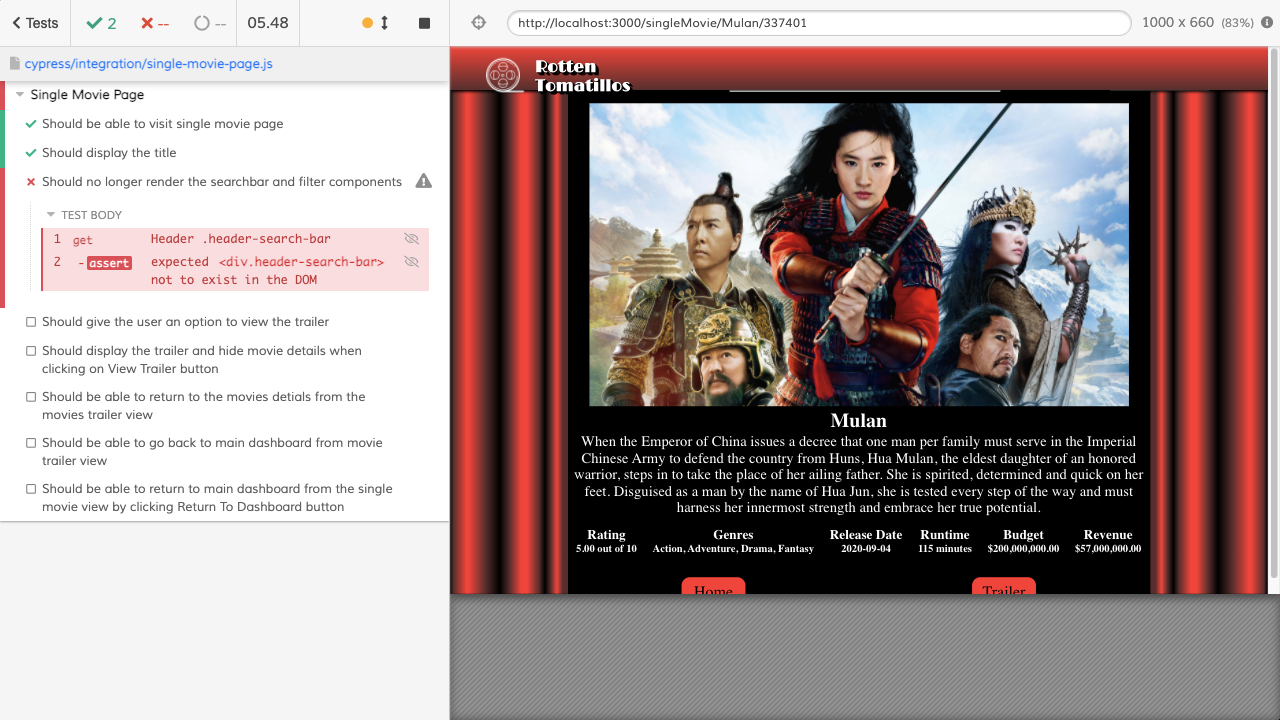 Tests
2
--
--
05.48
http://localhost:3000/singleMovie/Mulan/337401
1000 x 660 (83%)
cypress/integration/single-movie-page.js
Single Movie Page
Should be able to visit single movie page
Should display the title
Should no longer render the searchbar and filter components
TEST BODY
1 get Header .header-search-bar
2 -assert expected <div.header-search-bar>
not to exist in the DOM
Should give the user an option to view the trailer
Should display the trailer and hide movie details when
clicking on View Trailer button
Should be able to return to the movies detials from the
movies trailer view
Should be able to go back to main dashboard from movie
trailer view
Should be able to return to main dashboard from the single
movie view by clicking Return To Dashboard button
Rotten
Tomatillos
Mulan
When the Emperor of China issues a decree that one man per family must serve in the Imperial
Chinese Army to defend the country from Huns, Hua Mulan, the eldest daughter of an honored
warrior, steps in to take the place of her ailing father. She is spirited, determined and quick on her
feet. Disguised as a man by the name of Hua Jun, she is tested every step of the way and must
harness her innermost strength and embrace her true potential.
Rating Genres Release Date Runtime Budget Revenue
5.00 out of 10 Action, Adventure, Drama, Fantasy 2020-09-04 115 minutes $200,000,000.00 $57,000,000.00
Home Trailer